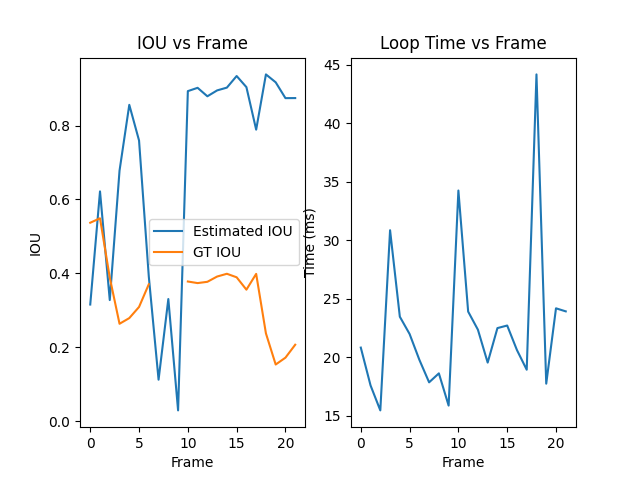 IOU vs Frame
IOU
0.8
0.6
0.4
0.2
0.0
0 5 10 15 20
Frame
Estimated IOU
GT IOU
Loop Time vs Frame
Time (ms)
45
40
35
30
25
20
15
0 5 10 15 20
Frame